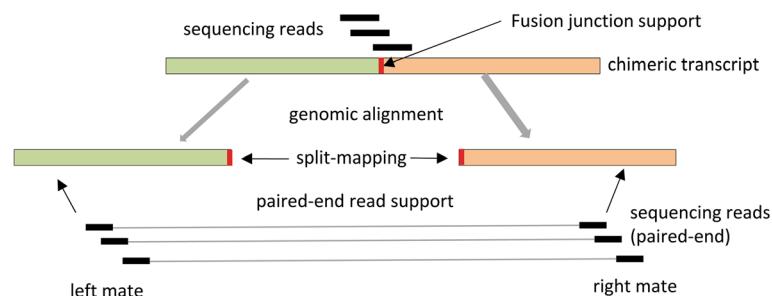 Fusion junction support
sequencing reads
chimeric transcript
genomic alignment
split-mapping
paired-end read support
sequencing reads
(paired-end)
left mate
right mate